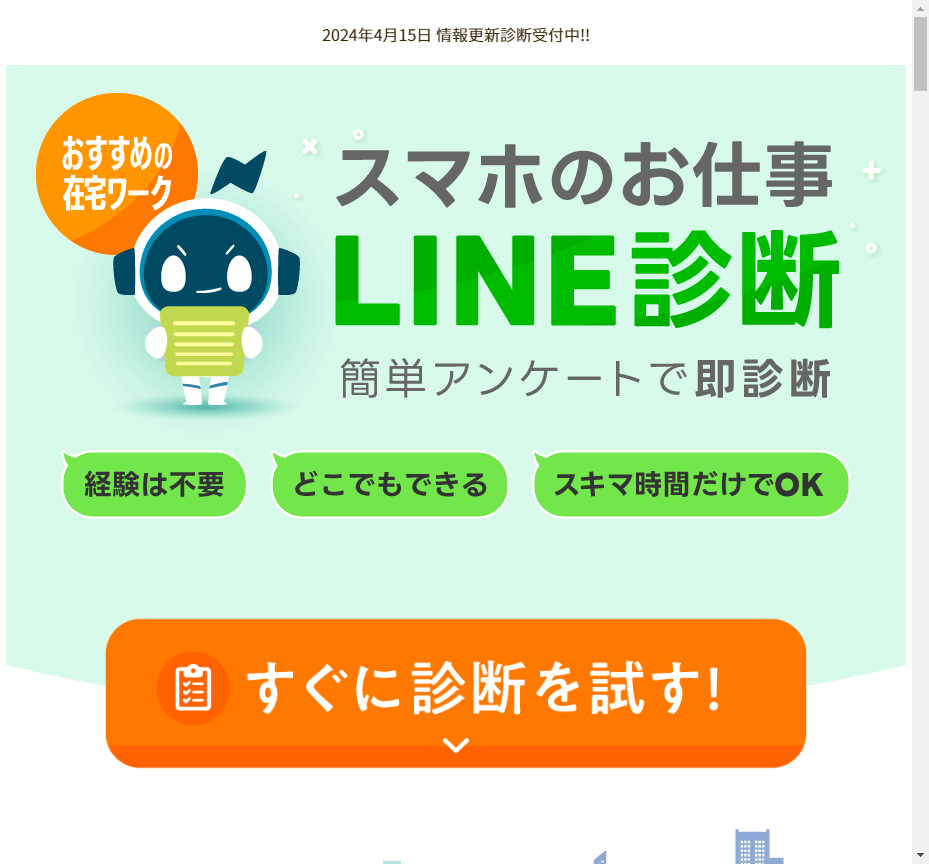 2024年4月15日 情報更新診断受付中!!
おすすめの
在宅ワーク
スマホのお仕事
LINE診断
簡単アンケートで即診断
経験は不要
どこでもできる
スキマ時間だけでOK
すぐに診断を試す!